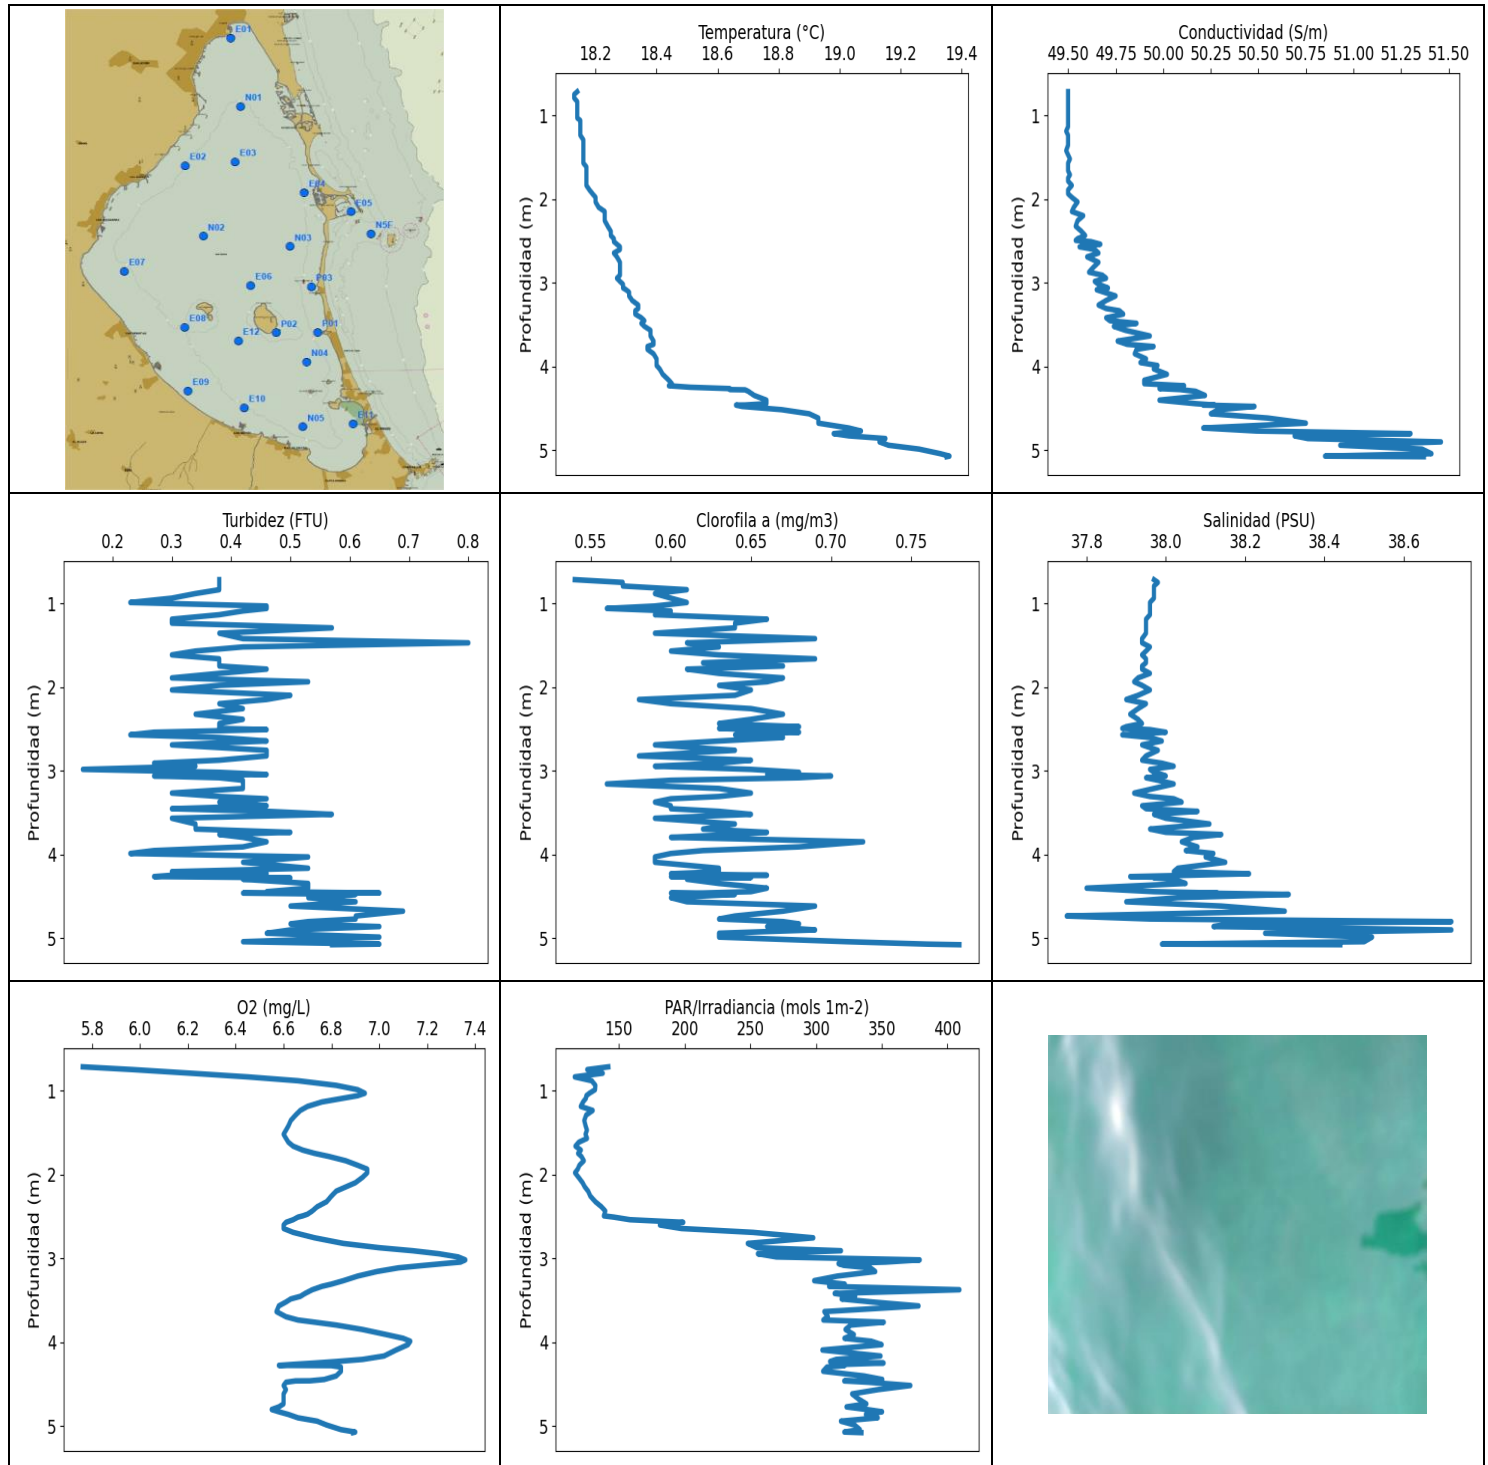 E01
N01
E02
E03
E04
E05
N5F
N02
N03
E07
E06
P03
E08
E12
P02
P01
N04
E09
E10
N05
E11
Temperatura (°C)
18.2 18.4 18.6 18.8 19.0 19.2 19.4
Profundidad (m)
1
2
3
4
5
Conductividad (S/m)
49.50 49.75 50.00 50.25 50.50 50.75 51.00 51.25 51.50
Profundidad (m)
1
2
3
4
5
Turbidez (FTU)
0.2 0.3 0.4 0.5 0.6 0.7 0.8
Profundidad (m)
1
2
3
4
5
Clorofila a (mg/m3)
0.55 0.60 0.65 0.70 0.75
Profundidad (m)
1
2
3
4
5
Salinidad (PSU)
37.8 38.0 38.2 38.4 38.6
Profundidad (m)
1
2
3
4
5
O2 (mg/L)
5.8 6.0 6.2 6.4 6.6 6.8 7.0 7.2 7.4
Profundidad (m)
1
2
3
4
5
PAR/Irradiancia (mols 1m-2)
150 200 250 300 350 400
Profundidad (m)
1
2
3
4
5